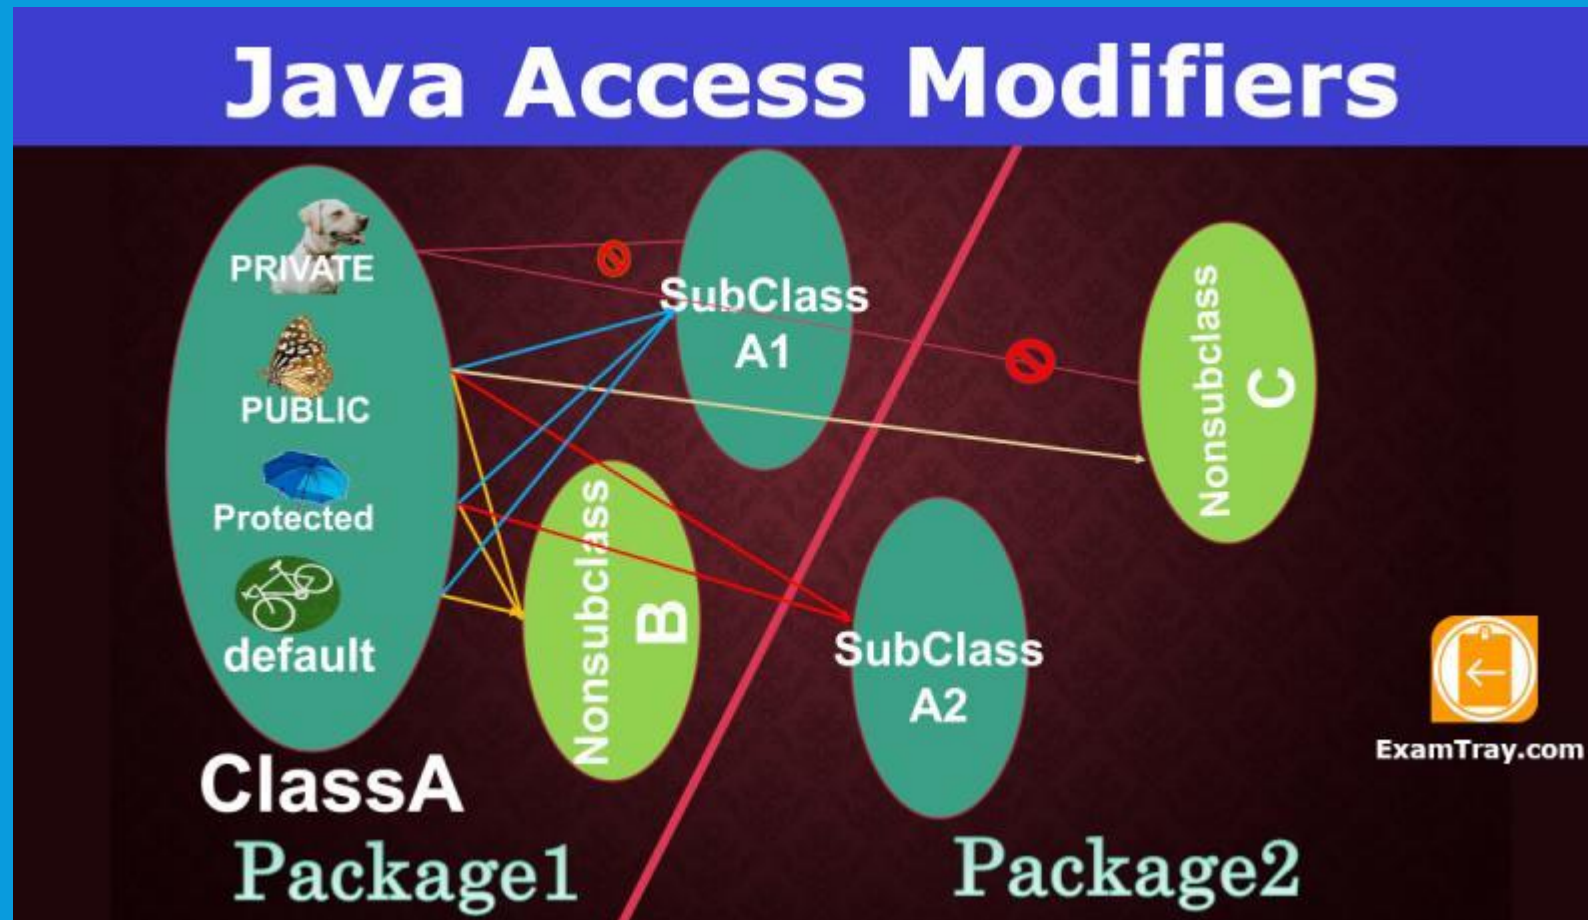 Java Access Modifiers
PRIVATE
PUBLIC
Protected
default
ClassA
Package1
SubClass
A1
Nonsubclass
B
SubClass
A2
Nonsubclass
C
Package2
ExamTray.com